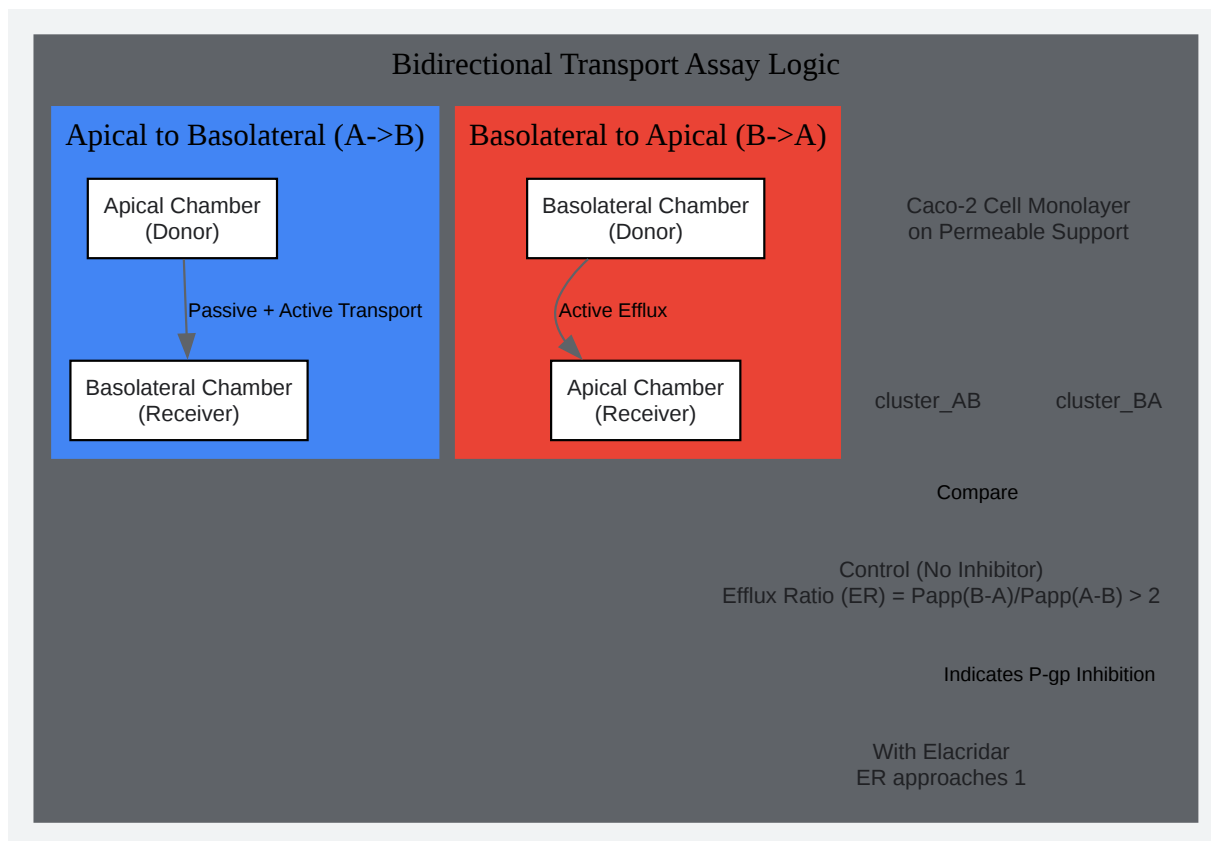 Bidirectional Transport Assay Logic
Apical to Basolateral (A->B)
Apical Chamber
(Donor)
Passive + Active Transport
Basolateral Chamber
(Receiver)
Basolateral to Apical (B->A)
Basolateral Chamber
(Donor)
Active Efflux
Apical Chamber
(Receiver)
Caco-2 Cell Monolayer
on Permeable Support
cluster_AB
cluster_BA
Compare
Control (No Inhibitor)
Efflux Ratio (ER) = Papp(B-A)/Papp(A-B) > 2
Indicates P-gp Inhibition
With Elacridar
ER approaches 1